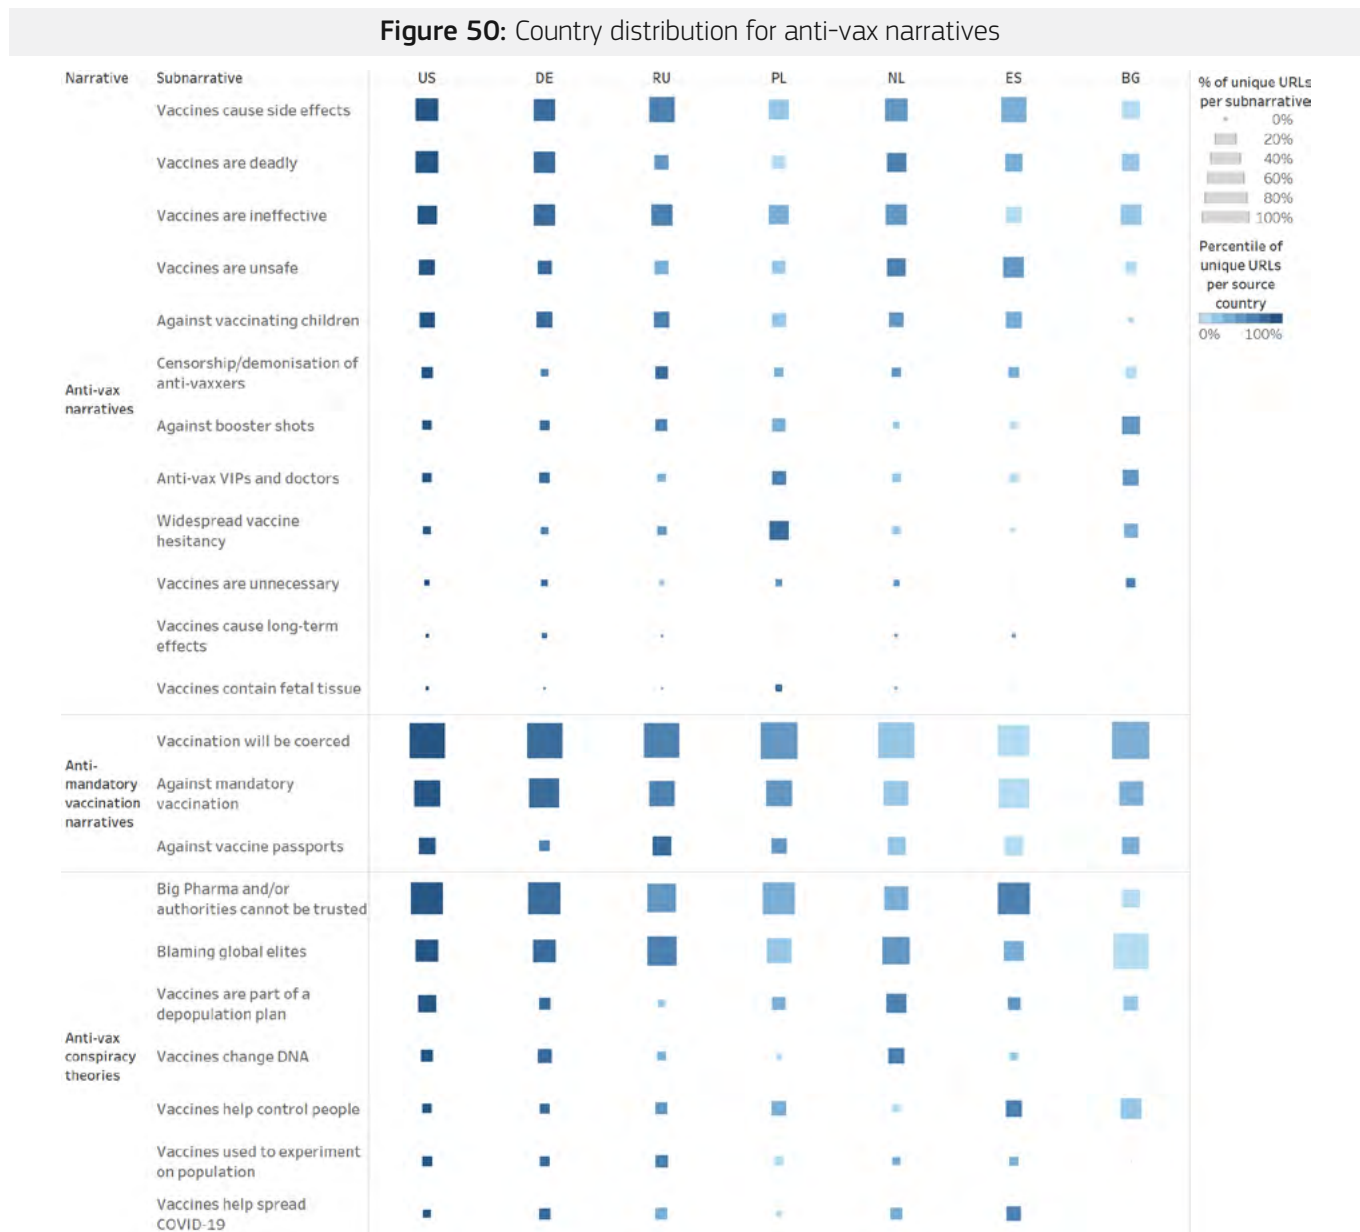 Figure 50: Country distribution for anti-vax narratives
Narrative Subnarrative US DE RU PL NL ES BG
% of unique URLs
per subnarrative
0%
20%
40%
60%
80%
100%
Percentile of
unique URLs
per source
country
0% 100%
Anti-vax
narratives
Vaccines cause side effects
Vaccines are deadly
Vaccines are ineffective
Vaccines are unsafe
Against vaccinating children
Censorship/demonisation of
anti-vaxxers
Against booster shots
Anti-vax VIPs and doctors
Widespread vaccine
hesitancy
Vaccines are unnecessary
Vaccines cause long-term
effects
Vaccines contain fetal tissue
Anti-
mandatory
vaccination
narratives
Vaccination will be coerced
Against mandatory
vaccination
Against vaccine passports
Anti-vax
conspiracy
theories
Big Pharma and/or
authorities cannot be trusted
Blaming global elites
Vaccines are part of a
depopulation plan
Vaccines change DNA
Vaccines help control people
Vaccines used to experiment
on population
Vaccines help spread
COVID-19